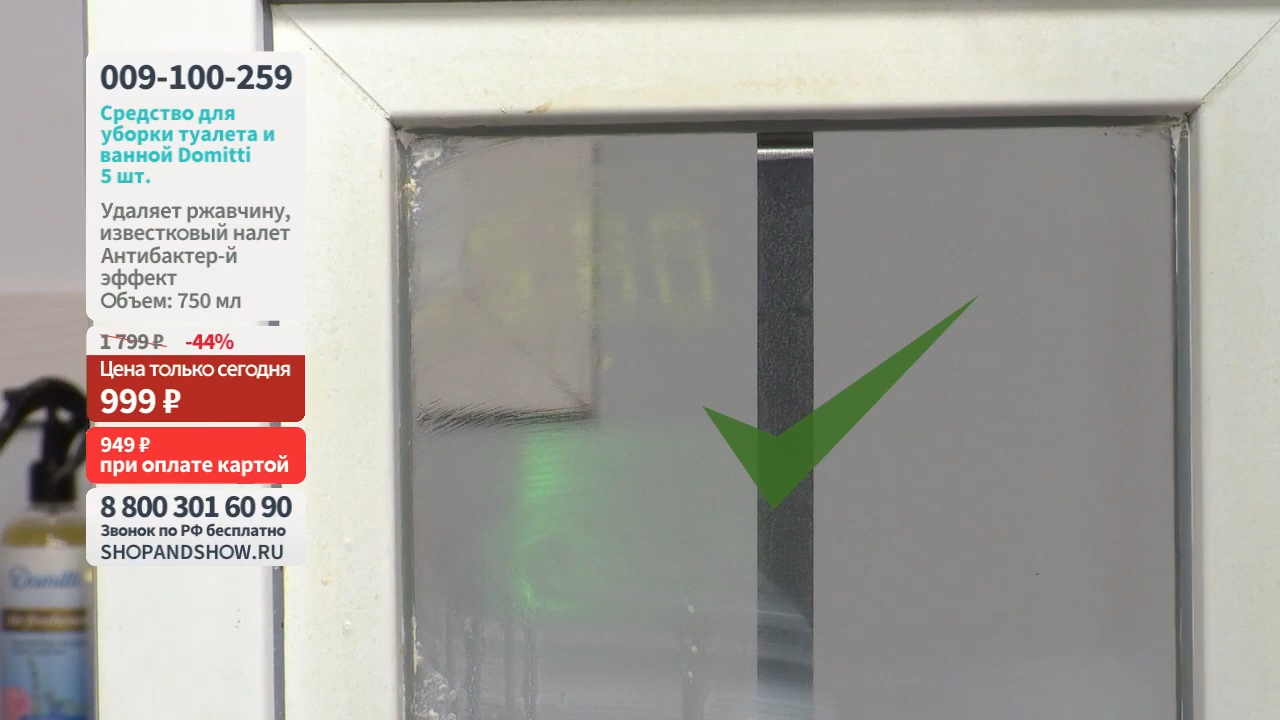 009-100-259
Средство для
уборки туалета и
ванной Domitti
5 шт.
Удаляет ржавчину,
известковый налет
Антибактер-й
эффект
Объем: 750 мл
1 799 ₽ -44%
Цена только сегодня
999 ₽
949 ₽
при оплате картой
8 800 301 60 90
Звонок по РФ бесплатно
SHOPANDSHOW.RU
Domitti